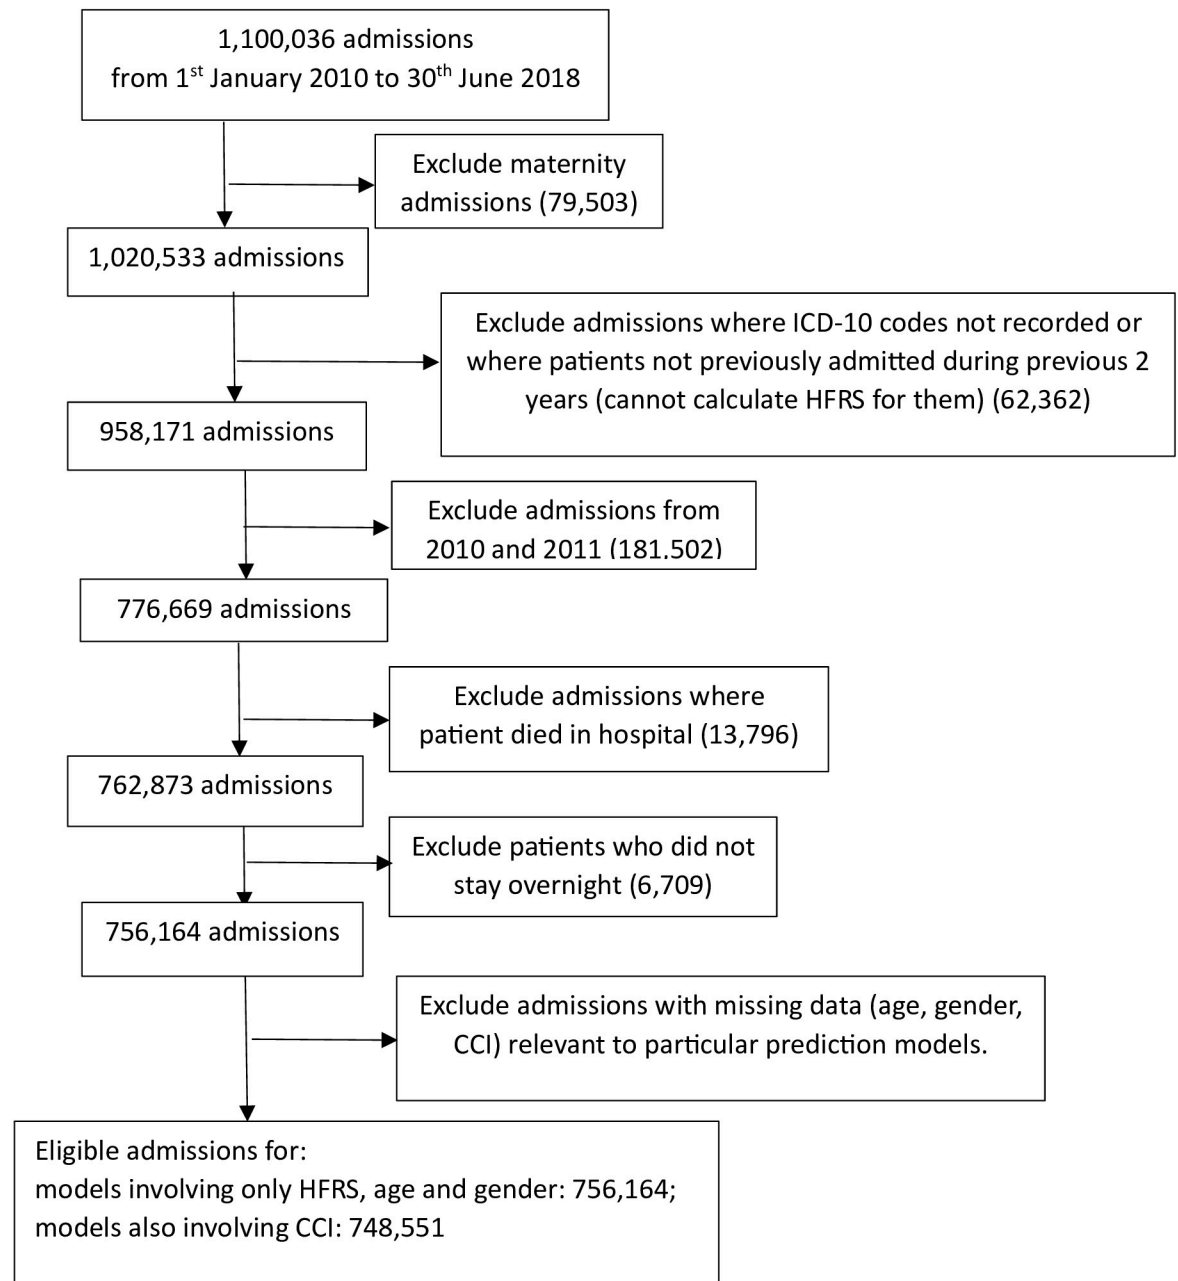 1,100,036 admissions
from 1st January 2010 to 30th June 2018
Exclude maternity
admissions (79,503)
1,020,533 admissions
Exclude admissions where ICD-10 codes not recorded or
where patients not previously admitted during previous 2
years (cannot calculate HFRS for them) (62,362)
958,171 admissions
Exclude admissions from
2010 and 2011 (181.502)
776,669 admissions
Exclude admissions where
patient died in hospital (13,796)
762,873 admissions
Exclude patients who did not
stay overnight (6,709)
756,164 admissions
Exclude admissions with missing data (age, gender,
CCI) relevant to particular prediction models.
Eligible admissions for:
models involving only HFRS, age and gender: 756,164;
models also involving CCI: 748,551